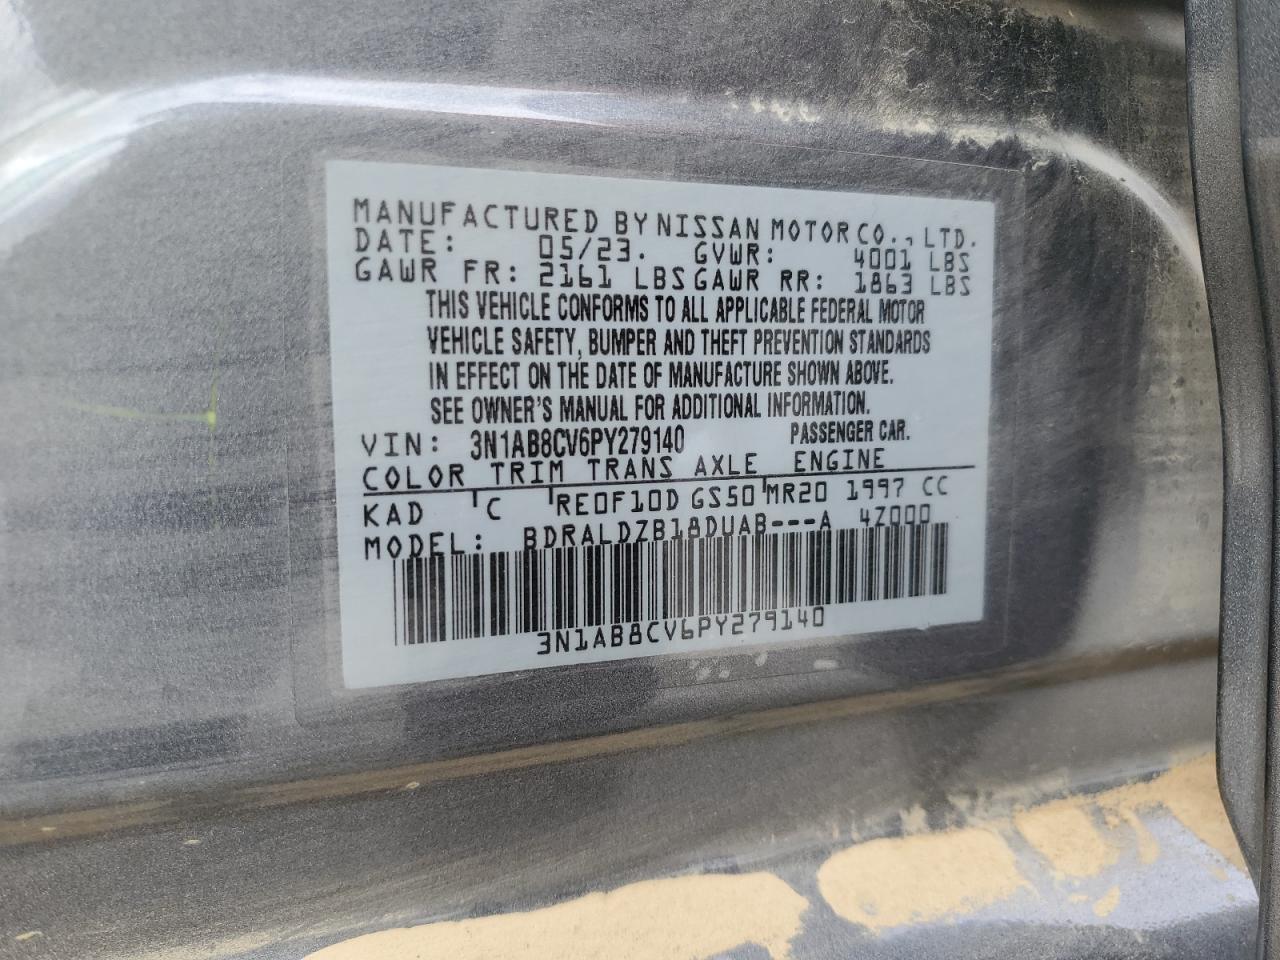 MANUFACTURED BY NISSAN MOTOR CO., LTD.
DATE: 05/23. GVWR: 4001 LBS
GAWR FR: 2161 LBS GAWR RR: 1863 LBS
THIS VEHICLE CONFORMS TO ALL APPLICABLE FEDERAL MOTOR
VEHICLE SAFETY, BUMPER AND THEFT PREVENTION STANDARDS
IN EFFECT ON THE DATE OF MANUFACTURE SHOWN ABOVE.
SEE OWNER'S MANUAL FOR ADDITIONAL INFORMATION.
VIN: 3N1AB8CV6PY279140 PASSENGER CAR.
COLOR TRIM TRANS AXLE ENGINE
KAD C RE0F10D GS50 MR20 1997 CC
MODEL: BDRALDZB18DUAB---A 4Z000
3N1AB8CV6PY279140